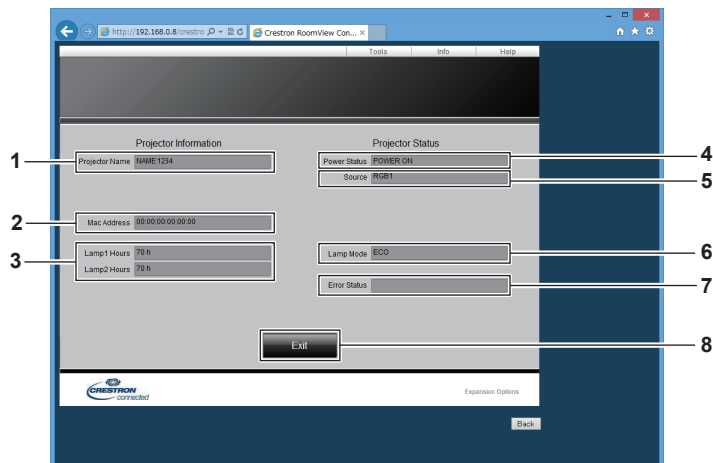 http://192.168.0.8/crestro
Crestron RoomView Con... ×
Tools Info Help
Projector Information
Projector Status
1 Projector Name NAME1234
Power Status POWER ON 4
Source RGB1 5
2 Mac Address 00:00:00:00:00:00
3 Lamp1 Hours 70 h
Lamp2 Hours 70 h
Lamp Mode ECO 6
Error Status 7
Exit 8
CRESTRON
connected
Expansion Options
Back